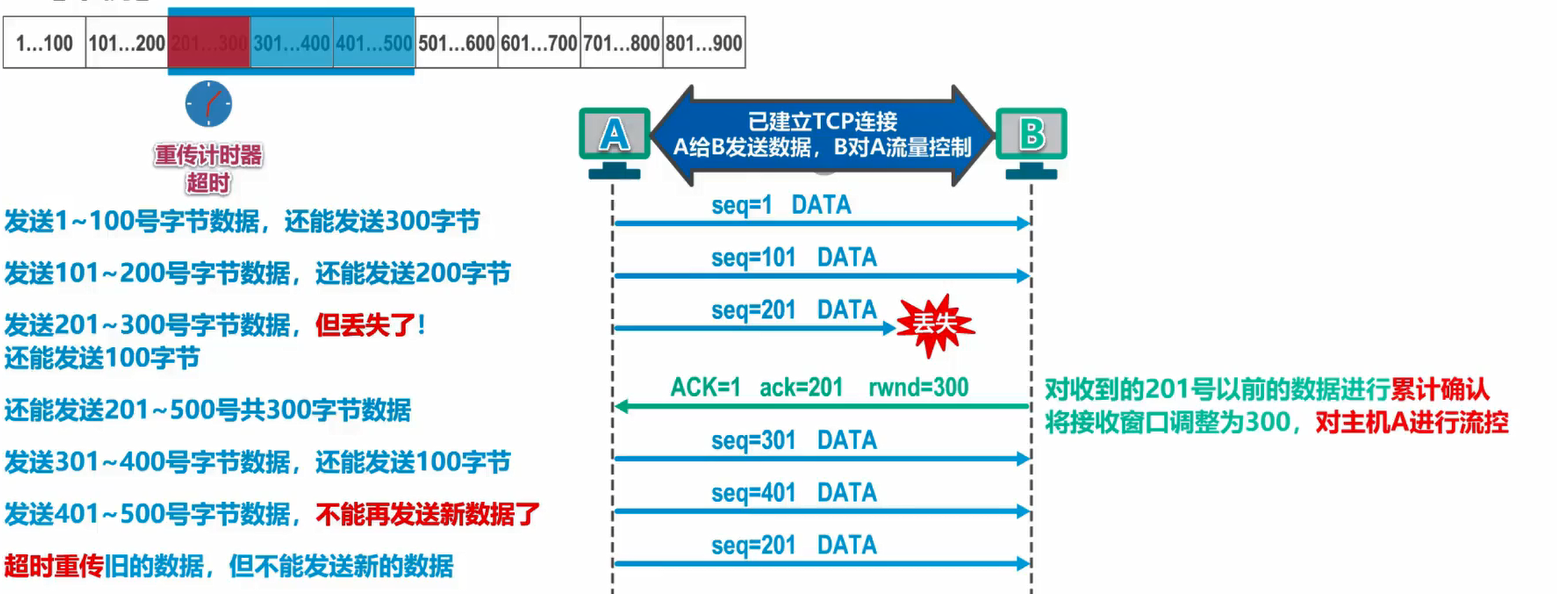 1…100 101…200 201…300 301…400 401…500 501…600 601…700 701…800 801…900
重传计时器
超时
A
已建立TCP连接
A给B发送数据，B对A流量控制
B
seq=1 DATA
发送1~100号字节数据，还能发送300字节
seq=101 DATA
发送101~200号字节数据，还能发送200字节
seq=201 DATA
丢失
发送201~300号字节数据，但丢失了！
还能发送100字节
ACK=1 ack=201 rwnd=300
对收到的201号以前的数据进行累计确认
将接收窗口调整为300，对主机A进行流控
还能发送201~500号共300字节数据
seq=301 DATA
发送301~400号字节数据，还能发送100字节
seq=401 DATA
发送401~500号字节数据，不能再发送新数据了
seq=201 DATA
超时重传旧的数据，但不能发送新的数据